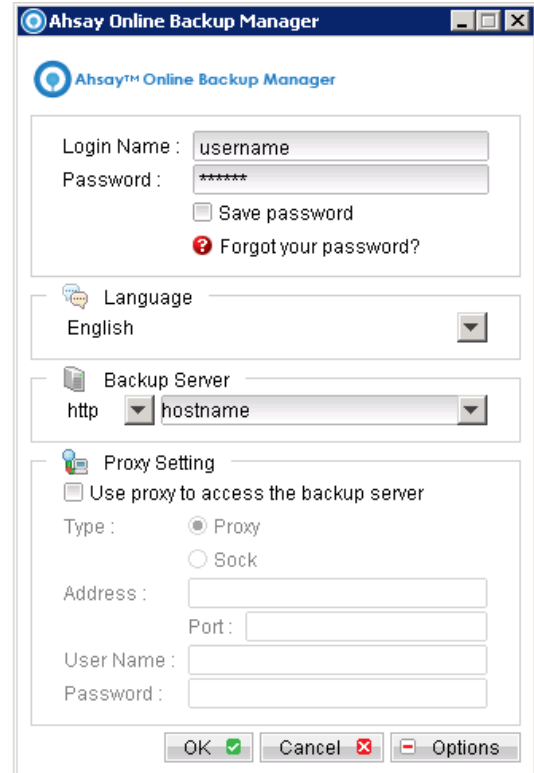 Ahsay Online Backup Manager
Ahsay™ Online Backup Manager
Login Name : username
Password : ******
Save password
Forgot your password?
Language
English
Backup Server
http hostname
Proxy Setting
Use proxy to access the backup server
Type : Proxy
Sock
Address :
Port :
User Name :
Password :
OK Cancel Options